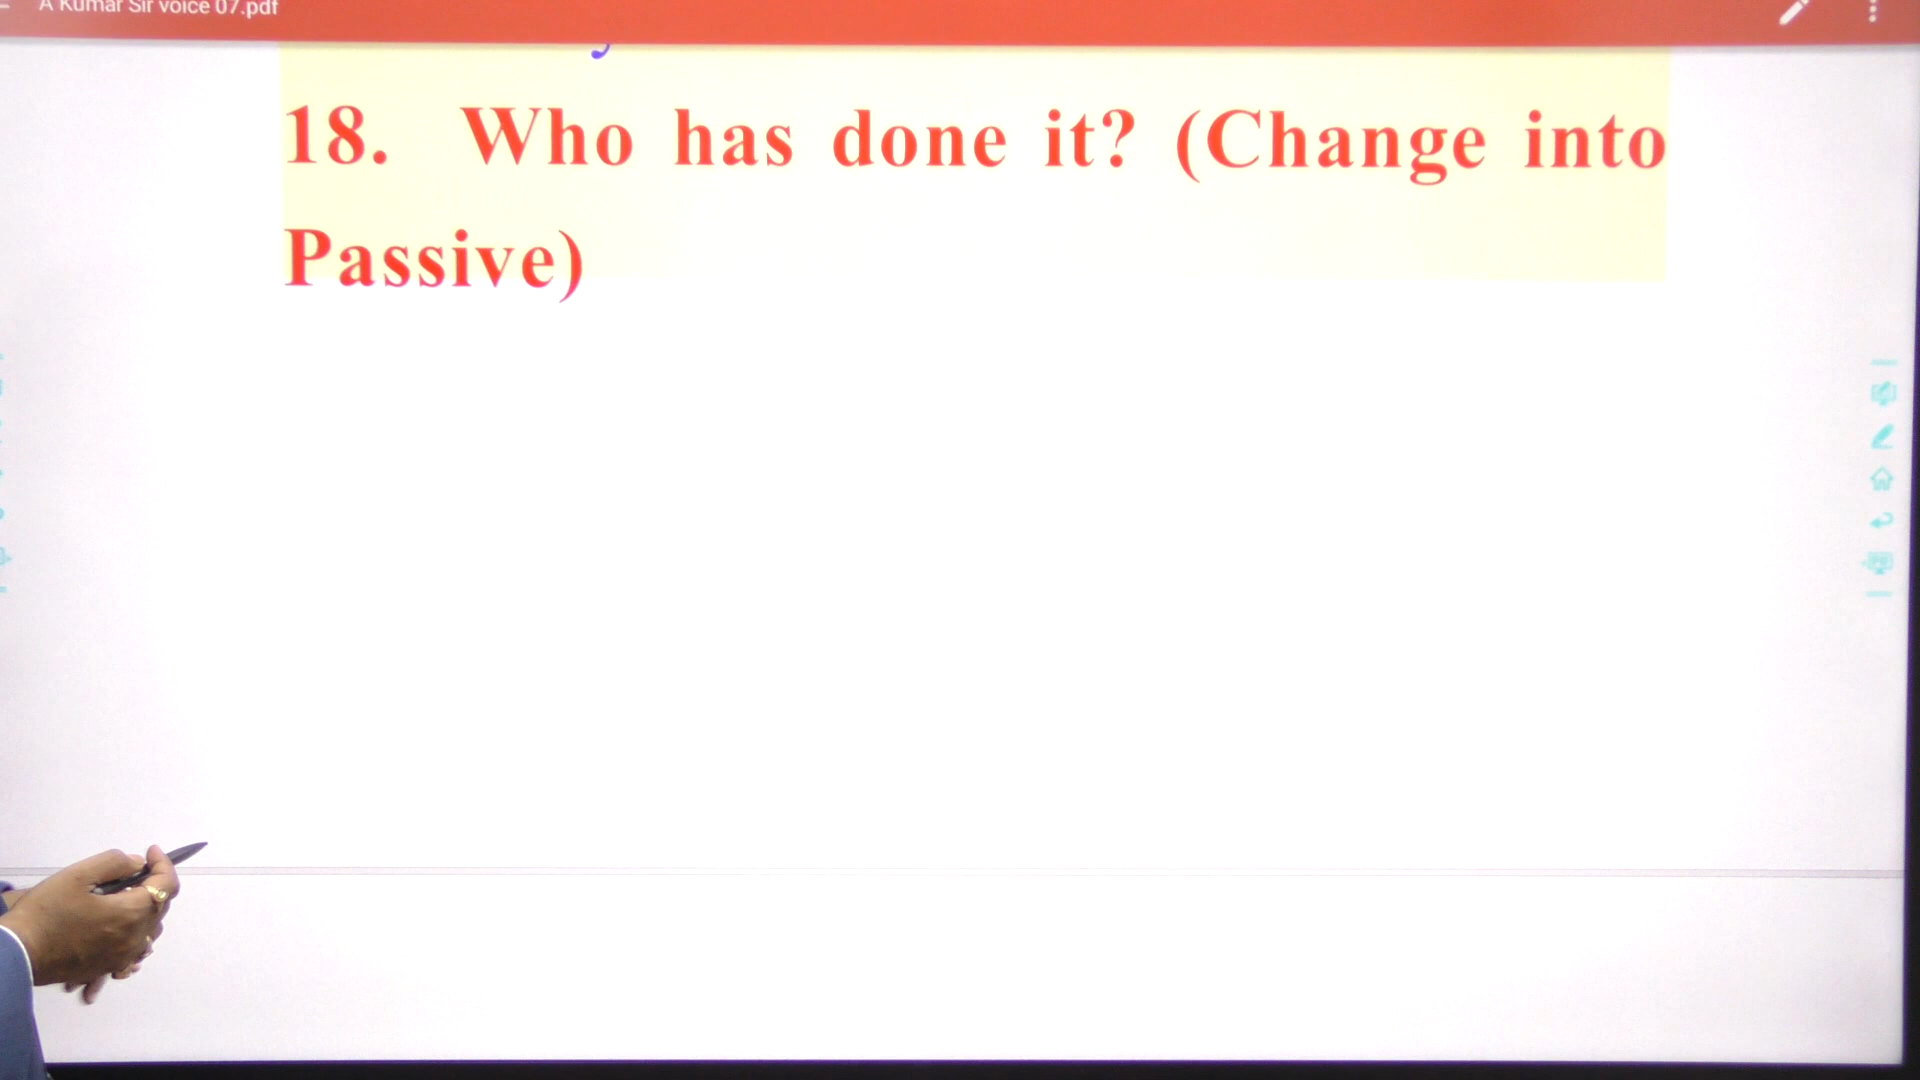 A Kumar Sir voice 07.pdf
18. Who has done it? (Change into
Passive)